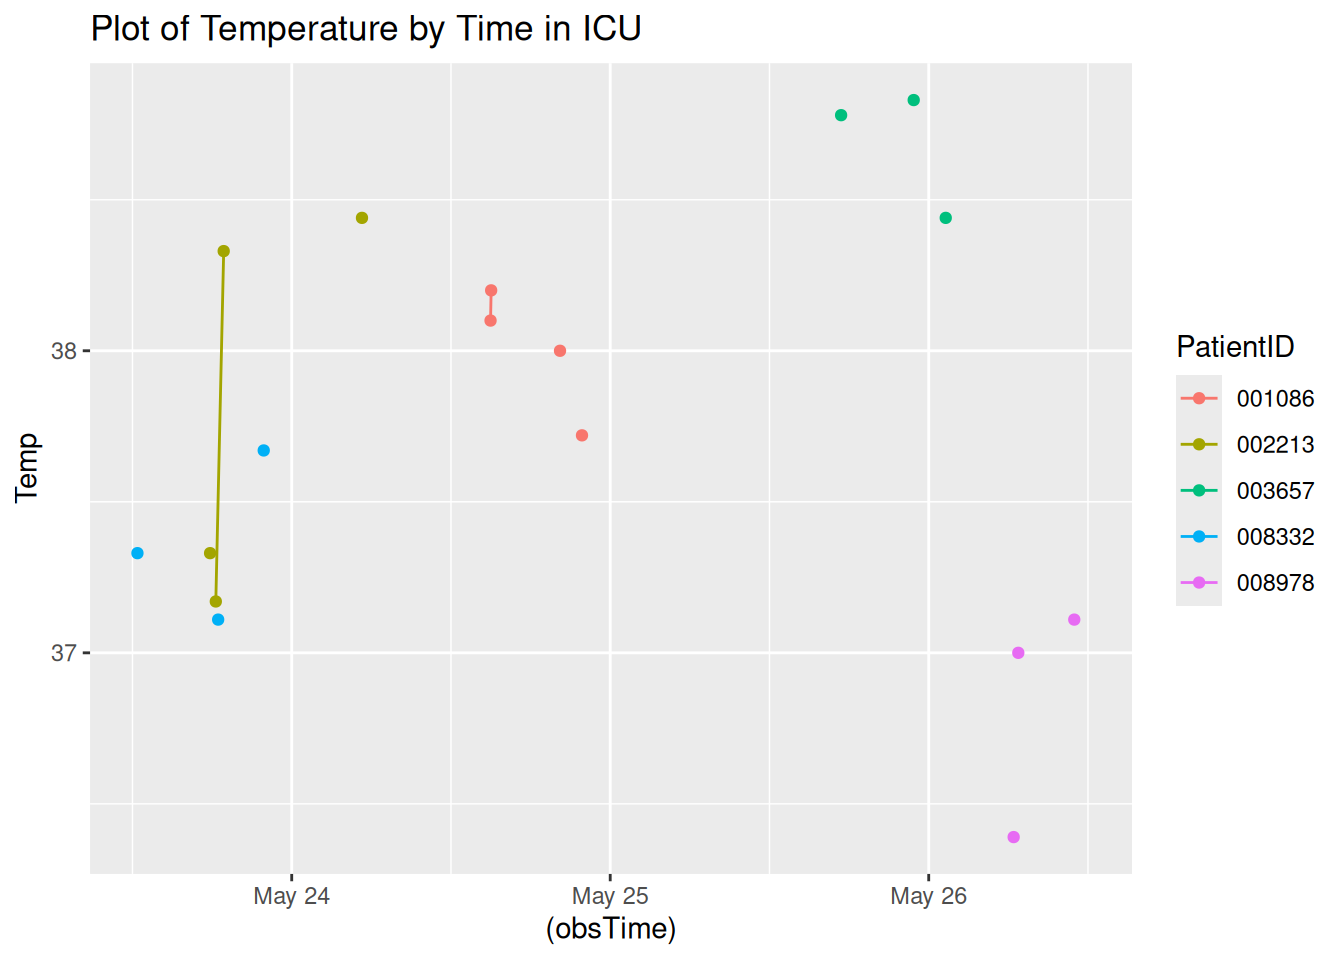 Plot of Temperature by Time in ICU
38
37
Temp
May 24
May 25
May 26
(obsTime)
PatientID
001086
002213
003657
008332
008978